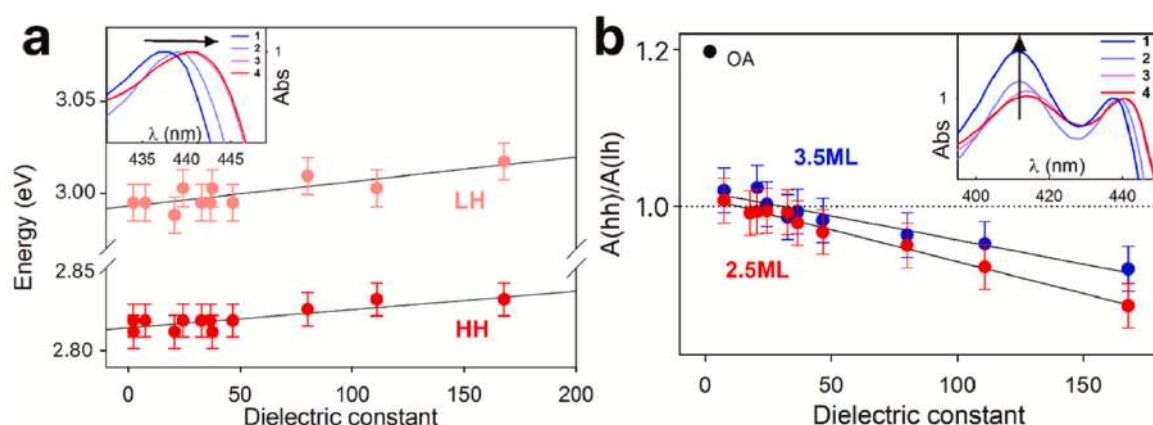 a
3.05
3.00
2.85
2.80
Energy (eV)
0
50
100
150
200
Dielectric constant
LH
HH
1
2
3
4
1
Abs
λ (nm)
435
440
445
b
1.2
1.0
A(hh)/A(lh)
OA
3.5ML
2.5ML
0
50
100
150
Dielectric constant
1
2
3
4
1
Abs
λ (nm)
400
420
440